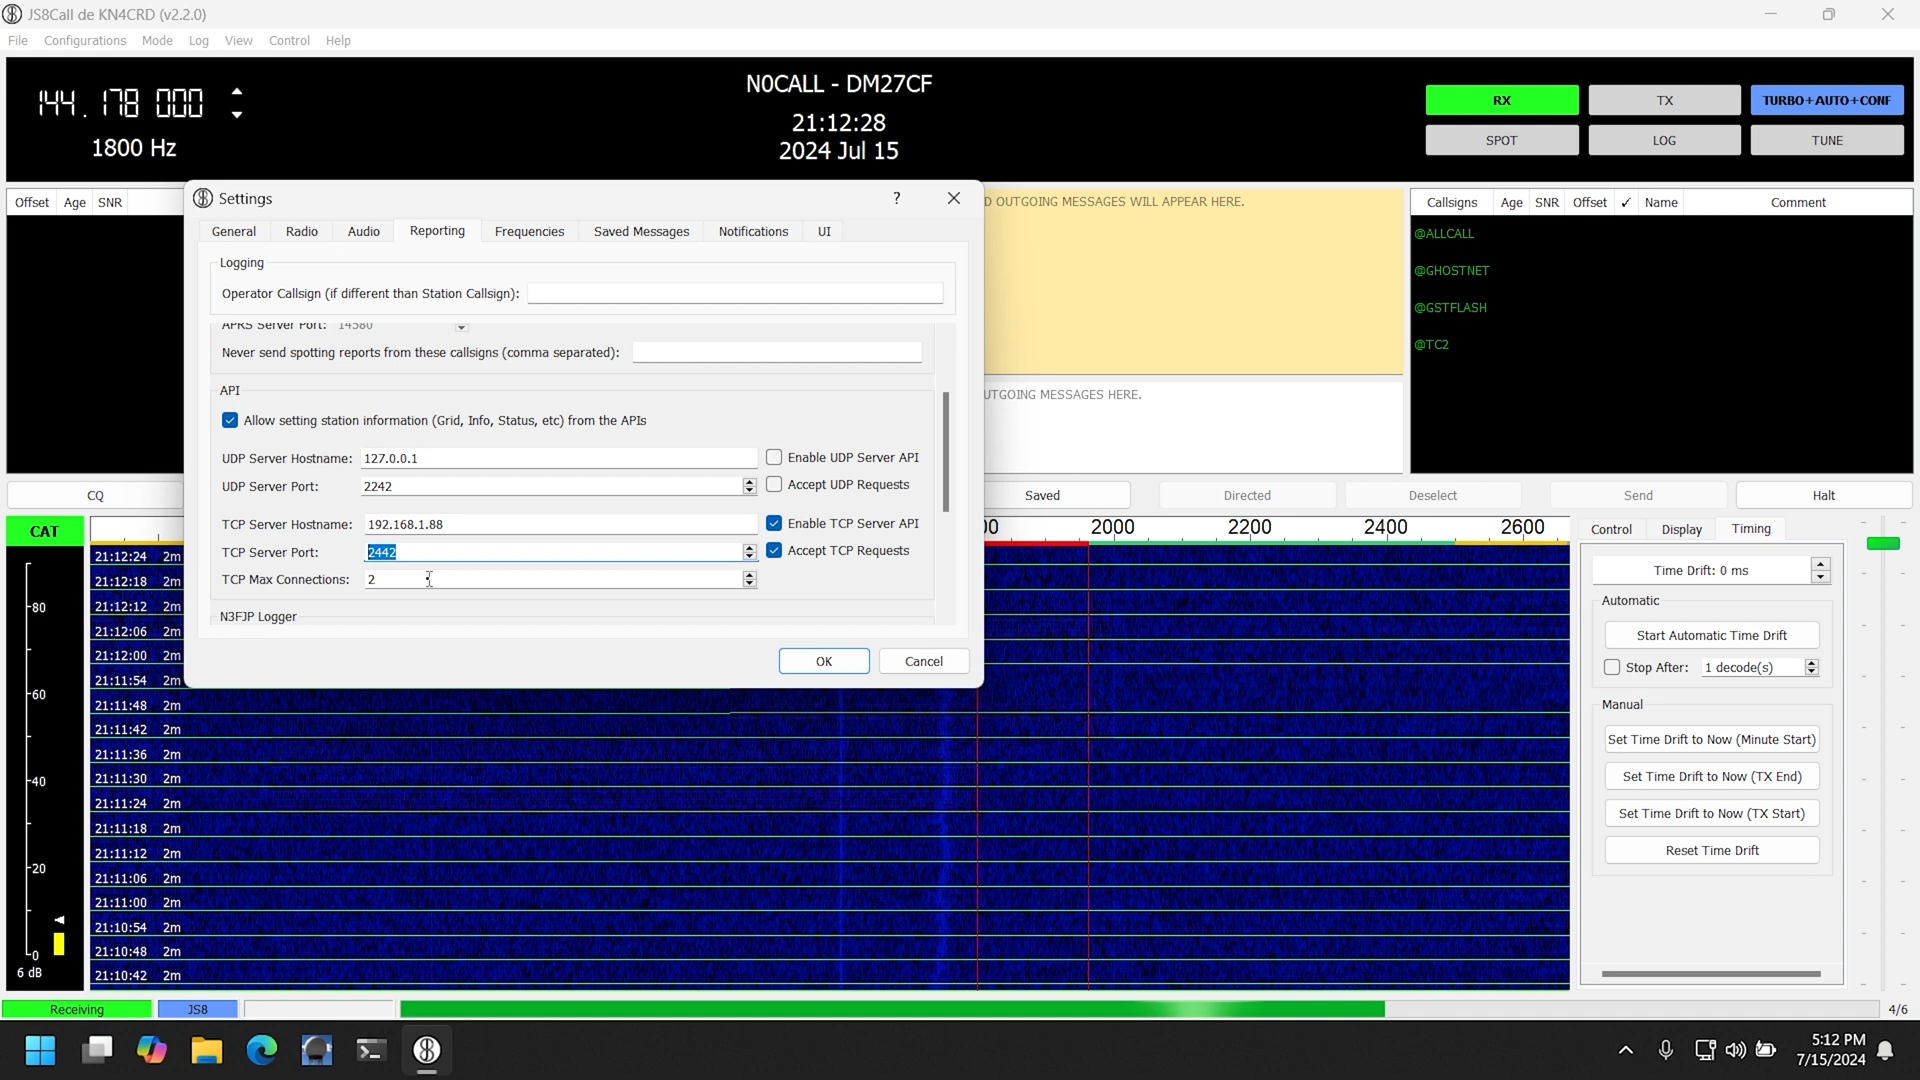 JS8Call de KN4CRD (v2.2.0)
File Configurations Mode Log View Control Help
144. 178 000
1800 Hz
N0CALL - DM27CF
21:12:28
2024 Jul 15
RX TX TURBO+AUTO+CONF
SPOT LOG TUNE
Offset Age SNR
Settings ?
General Radio Audio Reporting Frequencies Saved Messages Notifications UI
Logging
Operator Callsign (if different than Station Callsign):
APRS Server Port: 14580
Never send spotting reports from these callsigns (comma separated):
API
Allow setting station information (Grid, Info, Status, etc) from the APIs
UDP Server Hostname: 127.0.0.1 Enable UDP Server API
UDP Server Port: 2242 Accept UDP Requests
TCP Server Hostname: 192.168.1.88 Enable TCP Server API
TCP Server Port: 2442 Accept TCP Requests
TCP Max Connections: 2
N3FJP Logger
OK Cancel
D OUTGOING MESSAGES WILL APPEAR HERE.
UTGOING MESSAGES HERE.
Callsigns Age SNR Offset ✓ Name Comment
@ALLCALL
@GHOSTNET
@GSTFLASH
@TC2
CQ Saved Directed Deselect Send Halt
CAT
-80
-60
-40
-20
-0
6 dB
00 2000 2200 2400 2600
21:12:24 2m
21:12:18 2m
21:12:12 2m
21:12:06 2m
21:12:00 2m
21:11:54 2m
21:11:48 2m
21:11:42 2m
21:11:36 2m
21:11:30 2m
21:11:24 2m
21:11:18 2m
21:11:12 2m
21:11:06 2m
21:11:00 2m
21:10:54 2m
21:10:48 2m
21:10:42 2m
Control Display Timing
Time Drift: 0 ms
Automatic
Start Automatic Time Drift
Stop After: 1 decode(s)
Manual
Set Time Drift to Now (Minute Start)
Set Time Drift to Now (TX End)
Set Time Drift to Now (TX Start)
Reset Time Drift
Receiving JS8 4/6
5:12 PM
7/15/2024